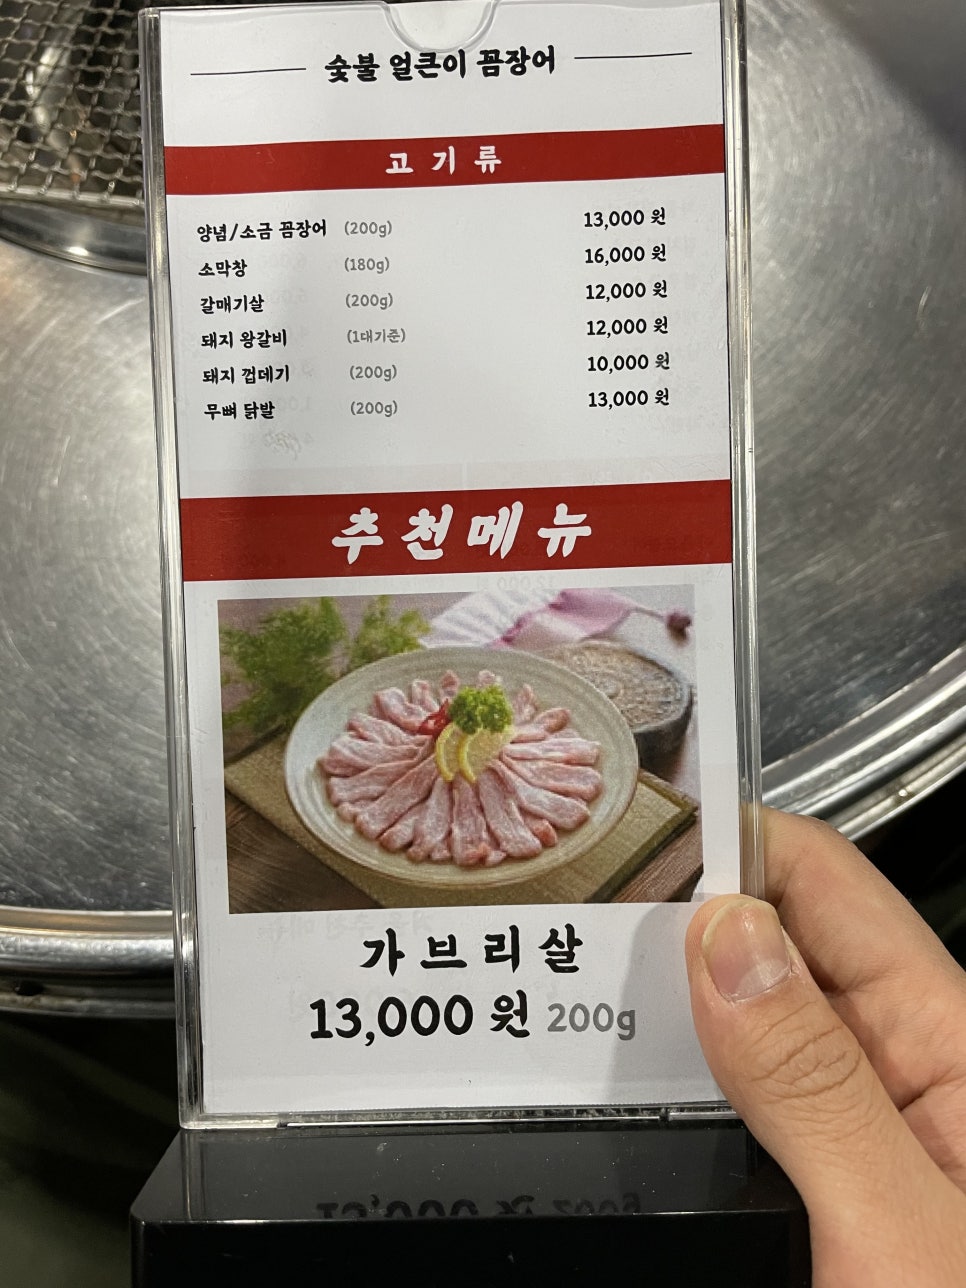 숯불 얼큰이 꼼장어
고기류
양념/소금 꼼장어 (200g) 13,000 원
소막창 (180g) 16,000 원
갈매기살 (200g) 12,000 원
돼지 왕갈비 (1대기준) 12,000 원
돼지 껍데기 (200g) 10,000 원
무뼈 닭발 (200g) 13,000 원
추천메뉴
가브리살
13,000 원 200g